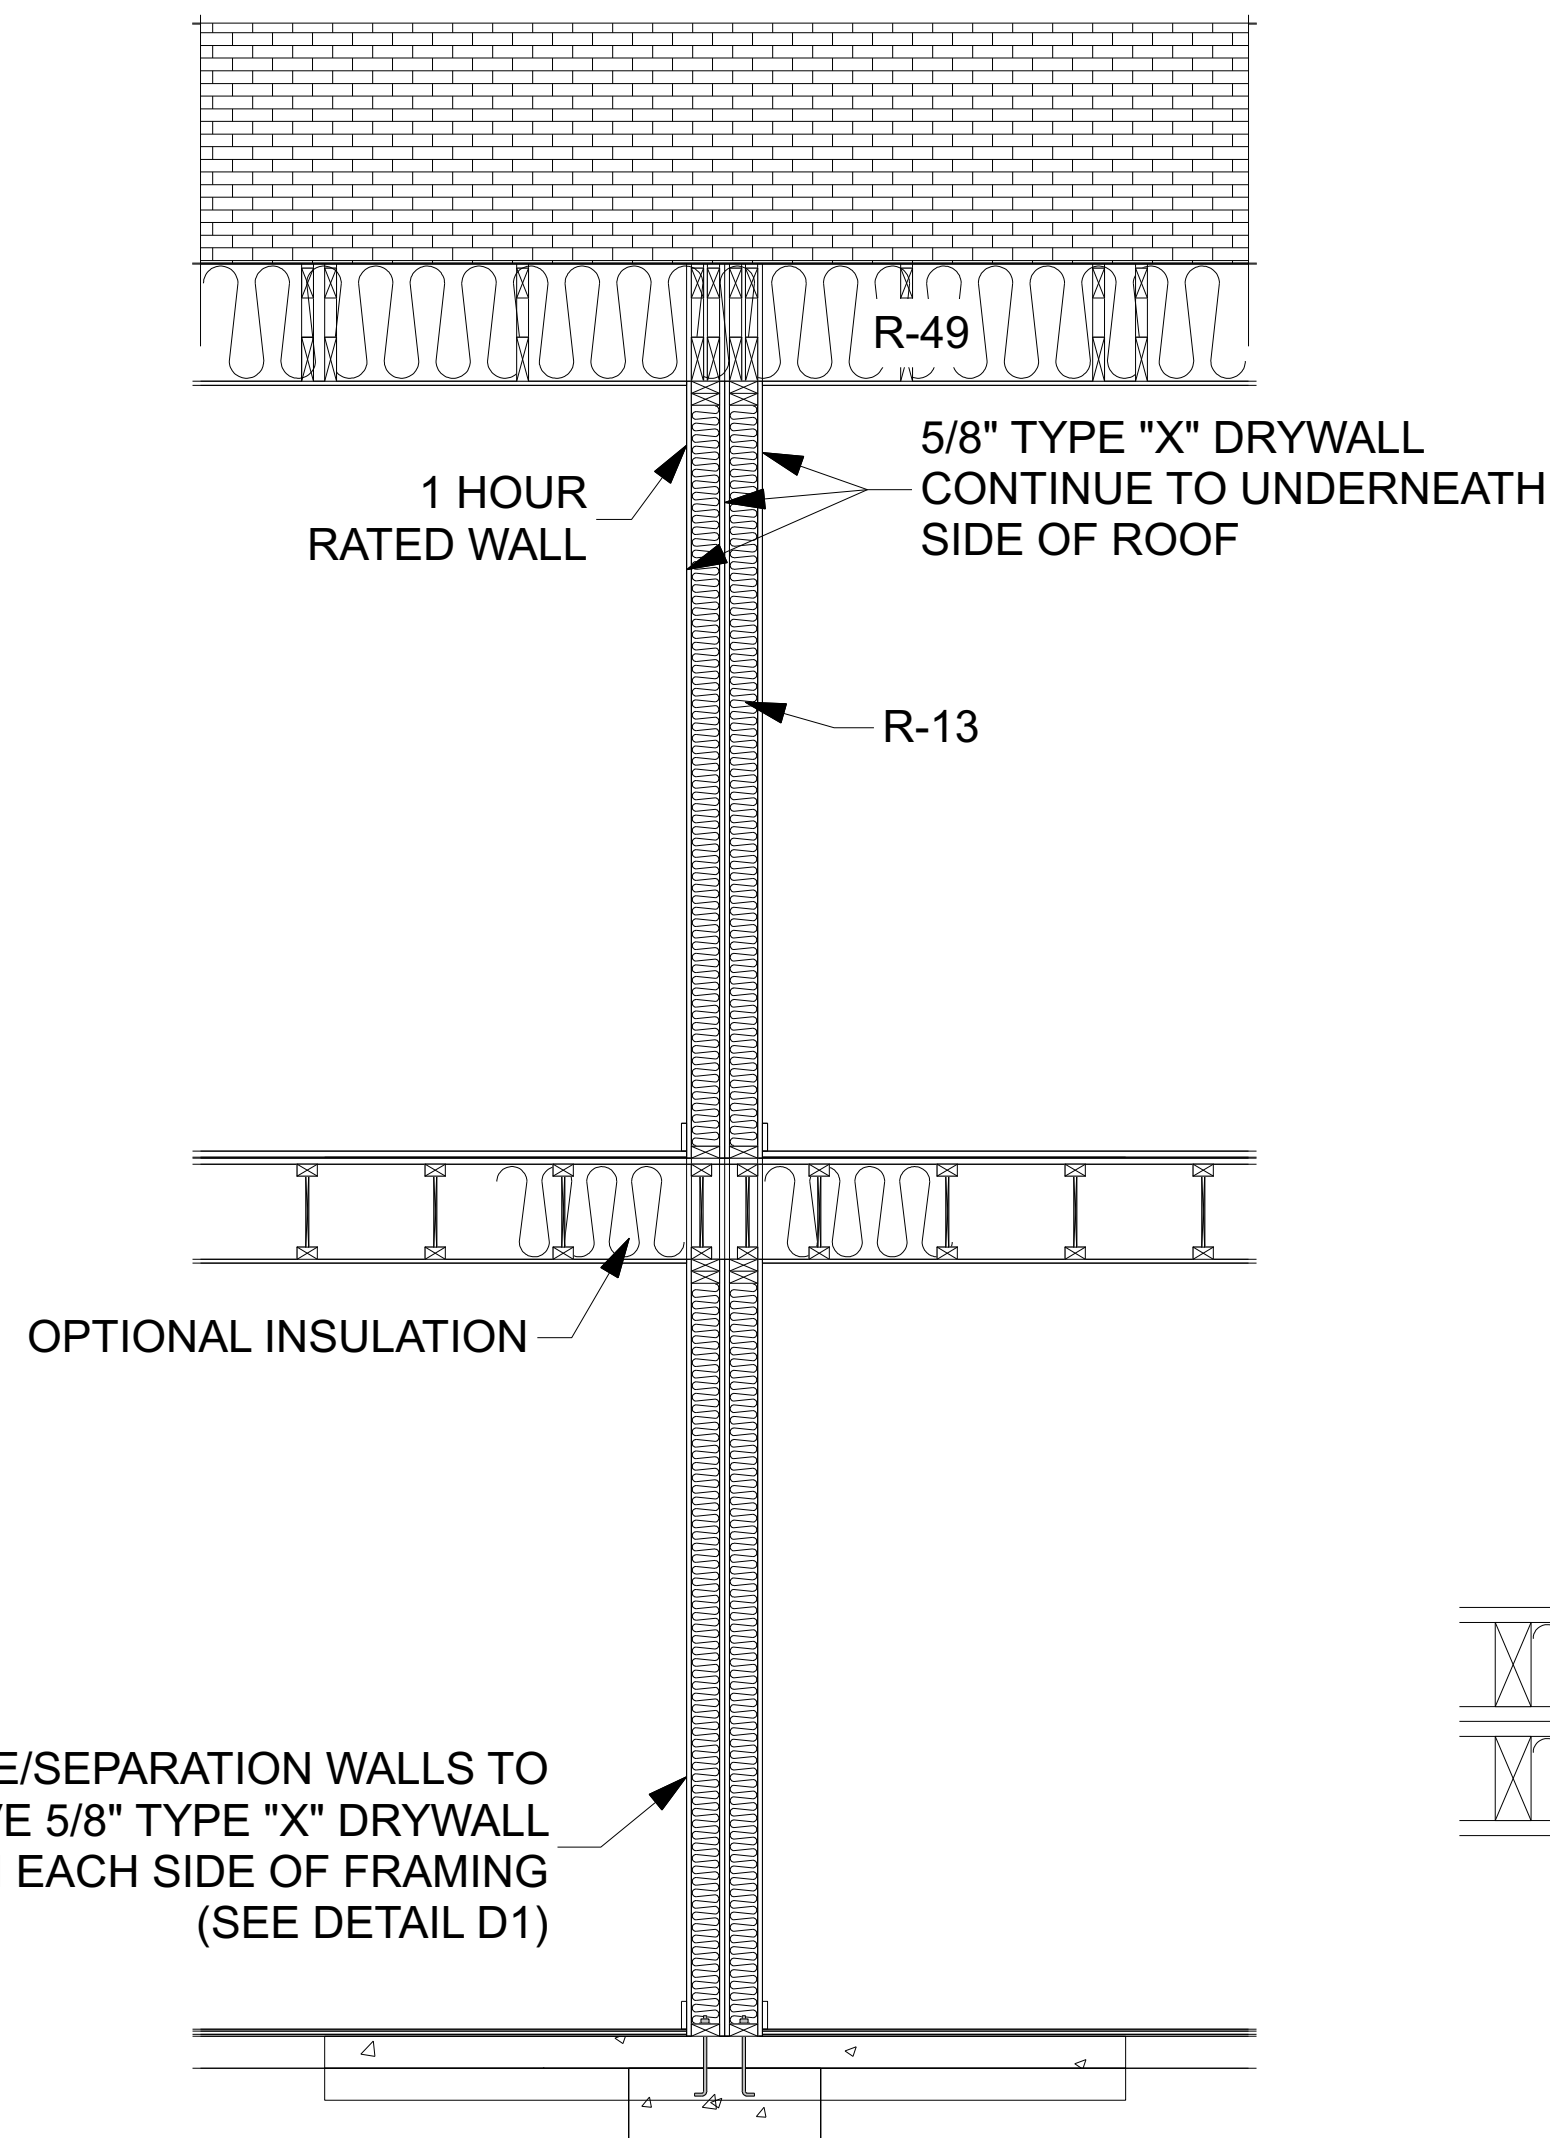 R-49
5/8" TYPE "X" DRYWALL
CONTINUE TO UNDERNEATH
SIDE OF ROOF
1 HOUR
RATED WALL
R-13
OPTIONAL INSULATION
E/SEPARATION WALLS TO
VE 5/8" TYPE "X" DRYWALL
EACH SIDE OF FRAMING
(SEE DETAIL D1)